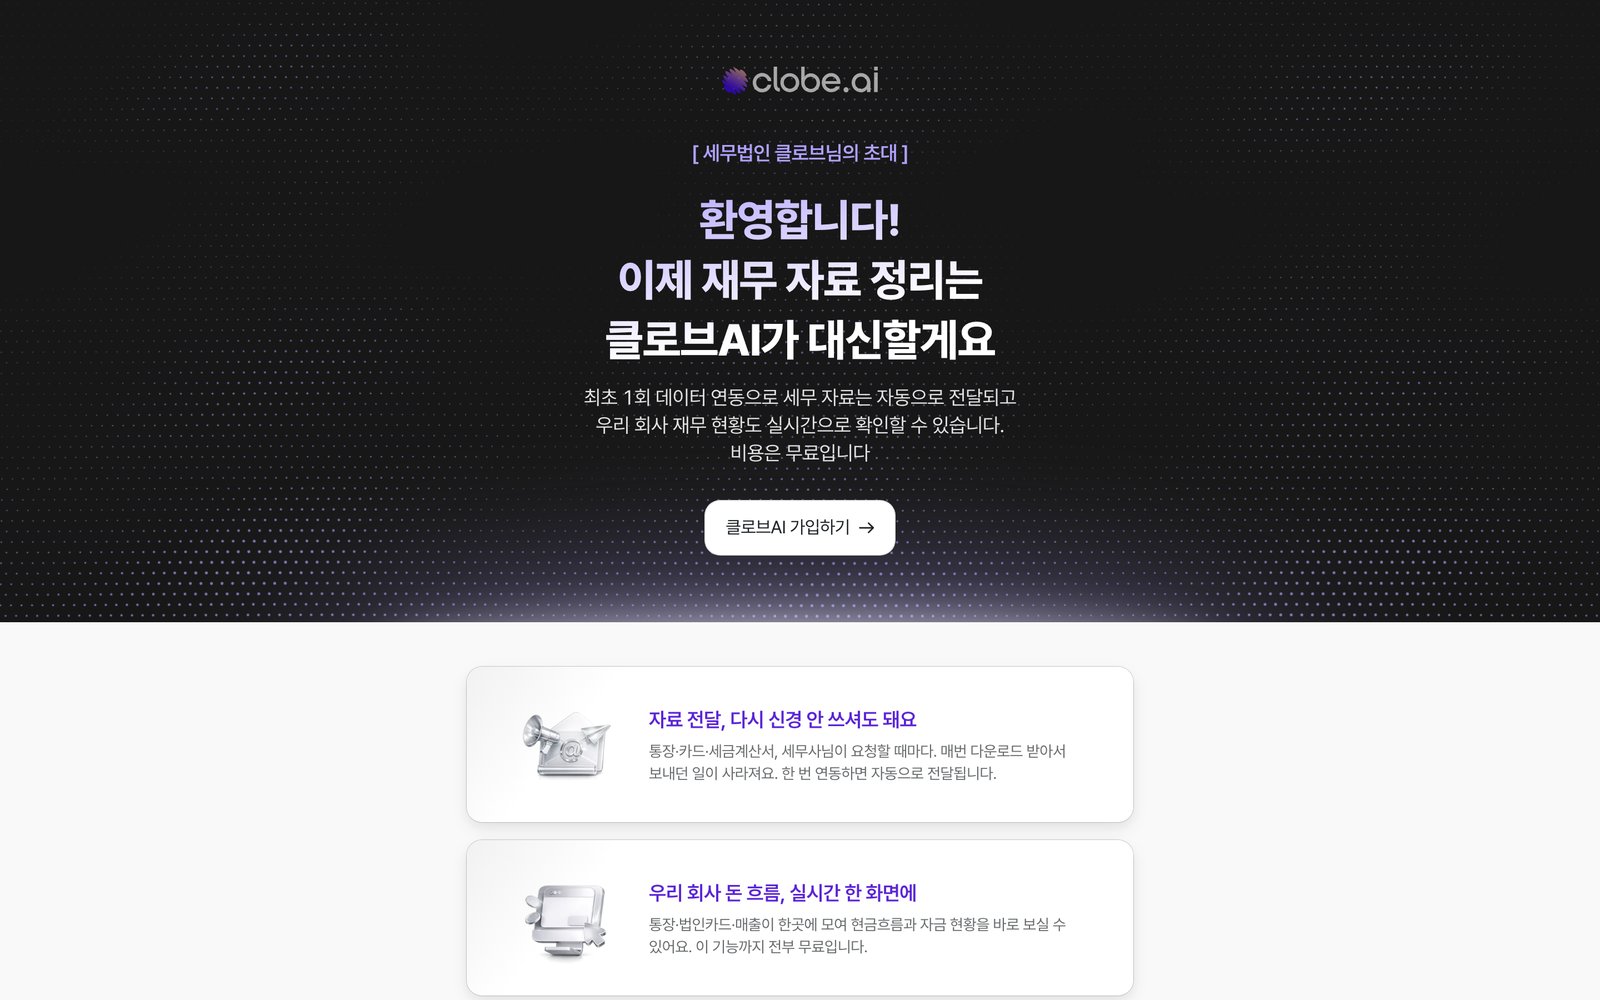 clobe.ai
[ 세무법인 클로브님의 초대 ]
환영합니다!
이제 재무 자료 정리는
클로브AI가 대신할게요
최초 1회 데이터 연동으로 세무 자료는 자동으로 전달되고
우리 회사 재무 현황도 실시간으로 확인할 수 있습니다.
비용은 무료입니다
클로브AI 가입하기 →
자료 전달, 다시 신경 안 쓰셔도 돼요
통장·카드·세금계산서, 세무사님이 요청할 때마다. 매번 다운로드 받아서
보내던 일이 사라져요. 한 번 연동하면 자동으로 전달됩니다.
우리 회사 돈 흐름, 실시간 한 화면에
통장·법인카드·매출이 한곳에 모여 현금흐름과 자금 현황을 바로 보실 수
있어요. 이 기능까지 전부 무료입니다.